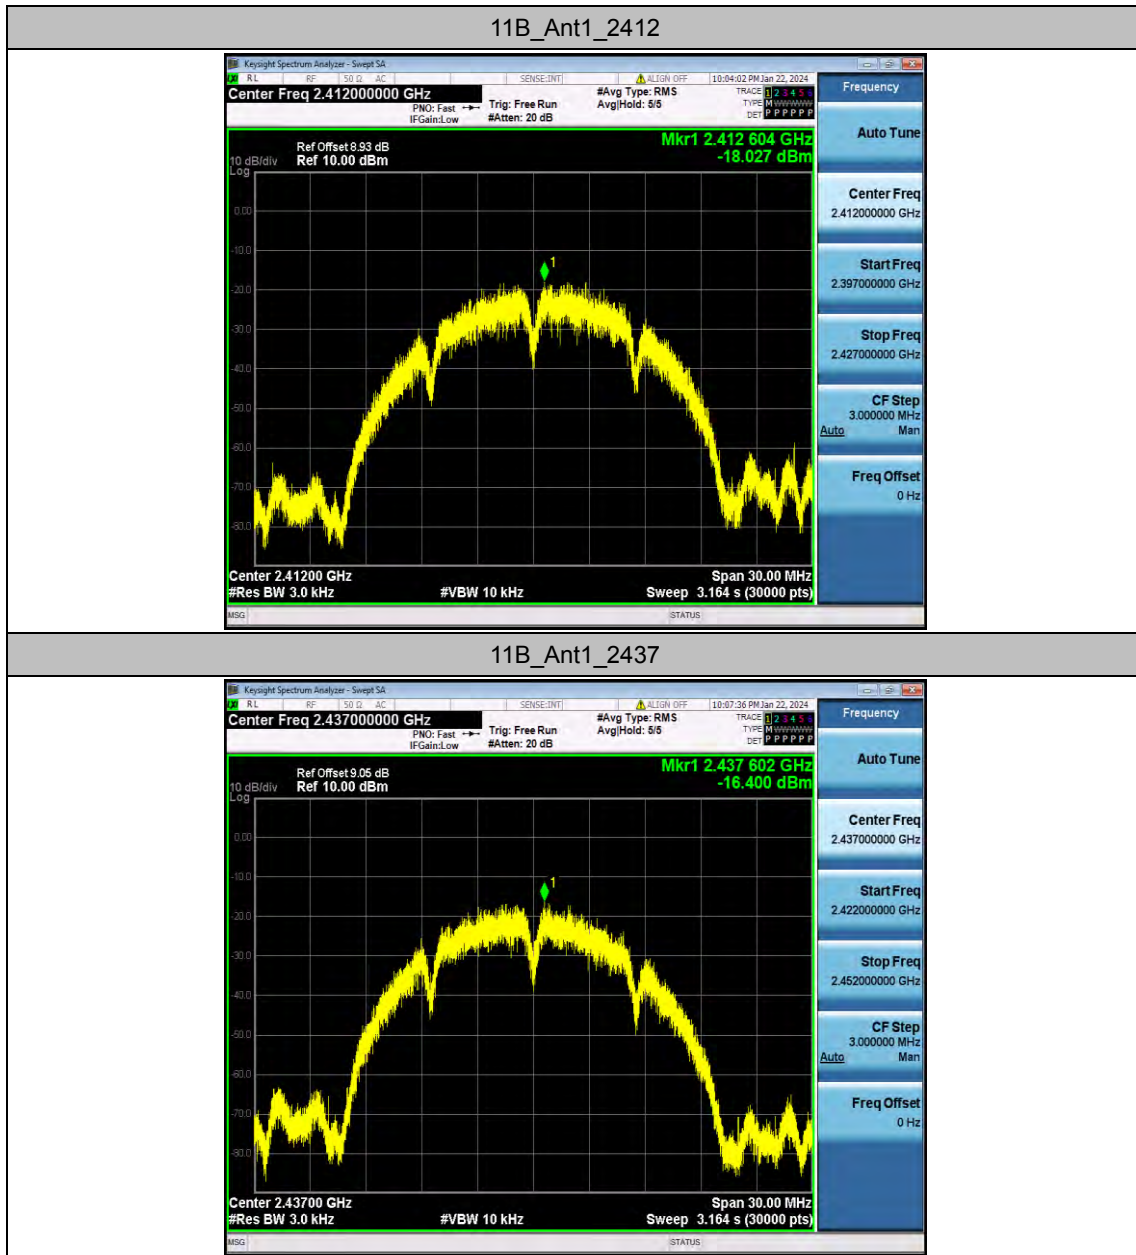 11B_Ant1_2412
Keysight Spectrum Analyzer - Swept SA
RL RF 50 Ω AC SENSE:INT ALIGN OFF 10:04:02 PM Jan 22, 2024
Center Freq 2.412000000 GHz
PNO: Fast
IFGain:Low
Trig: Free Run
#Atten: 20 dB
#Avg Type: RMS
Avg|Hold: 5/5
TRACE 1 2 3 4 5 6
TYPE M WWWWW
DET P P P P P P
Frequency
Mkr1 2.412 604 GHz
-18.027 dBm
Ref Offset 8.93 dB
10 dB/div Ref 10.00 dBm
Log
0.00
-10.0
-20.0
-30.0
-40.0
-50.0
-60.0
-70.0
-80.0
1
Center 2.41200 GHz Span 30.00 MHz
#Res BW 3.0 kHz #VBW 10 kHz Sweep 3.164 s (30000 pts)
Auto Tune
Center Freq
2.412000000 GHz
Start Freq
2.397000000 GHz
Stop Freq
2.427000000 GHz
CF Step
3.000000 MHz
Auto Man
Freq Offset
0 Hz
MSG STATUS
11B_Ant1_2437
Keysight Spectrum Analyzer - Swept SA
RL RF 50 Ω AC SENSE:INT ALIGN OFF 10:07:36 PM Jan 22, 2024
Center Freq 2.437000000 GHz
PNO: Fast
IFGain:Low
Trig: Free Run
#Atten: 20 dB
#Avg Type: RMS
Avg|Hold: 5/5
TRACE 1 2 3 4 5 6
TYPE M WWWWW
DET P P P P P P
Frequency
Mkr1 2.437 602 GHz
-16.400 dBm
Ref Offset 9.05 dB
10 dB/div Ref 10.00 dBm
Log
0.00
-10.0
-20.0
-30.0
-40.0
-50.0
-60.0
-70.0
-80.0
1
Center 2.43700 GHz Span 30.00 MHz
#Res BW 3.0 kHz #VBW 10 kHz Sweep 3.164 s (30000 pts)
Auto Tune
Center Freq
2.437000000 GHz
Start Freq
2.422000000 GHz
Stop Freq
2.452000000 GHz
CF Step
3.000000 MHz
Auto Man
Freq Offset
0 Hz
MSG STATUS